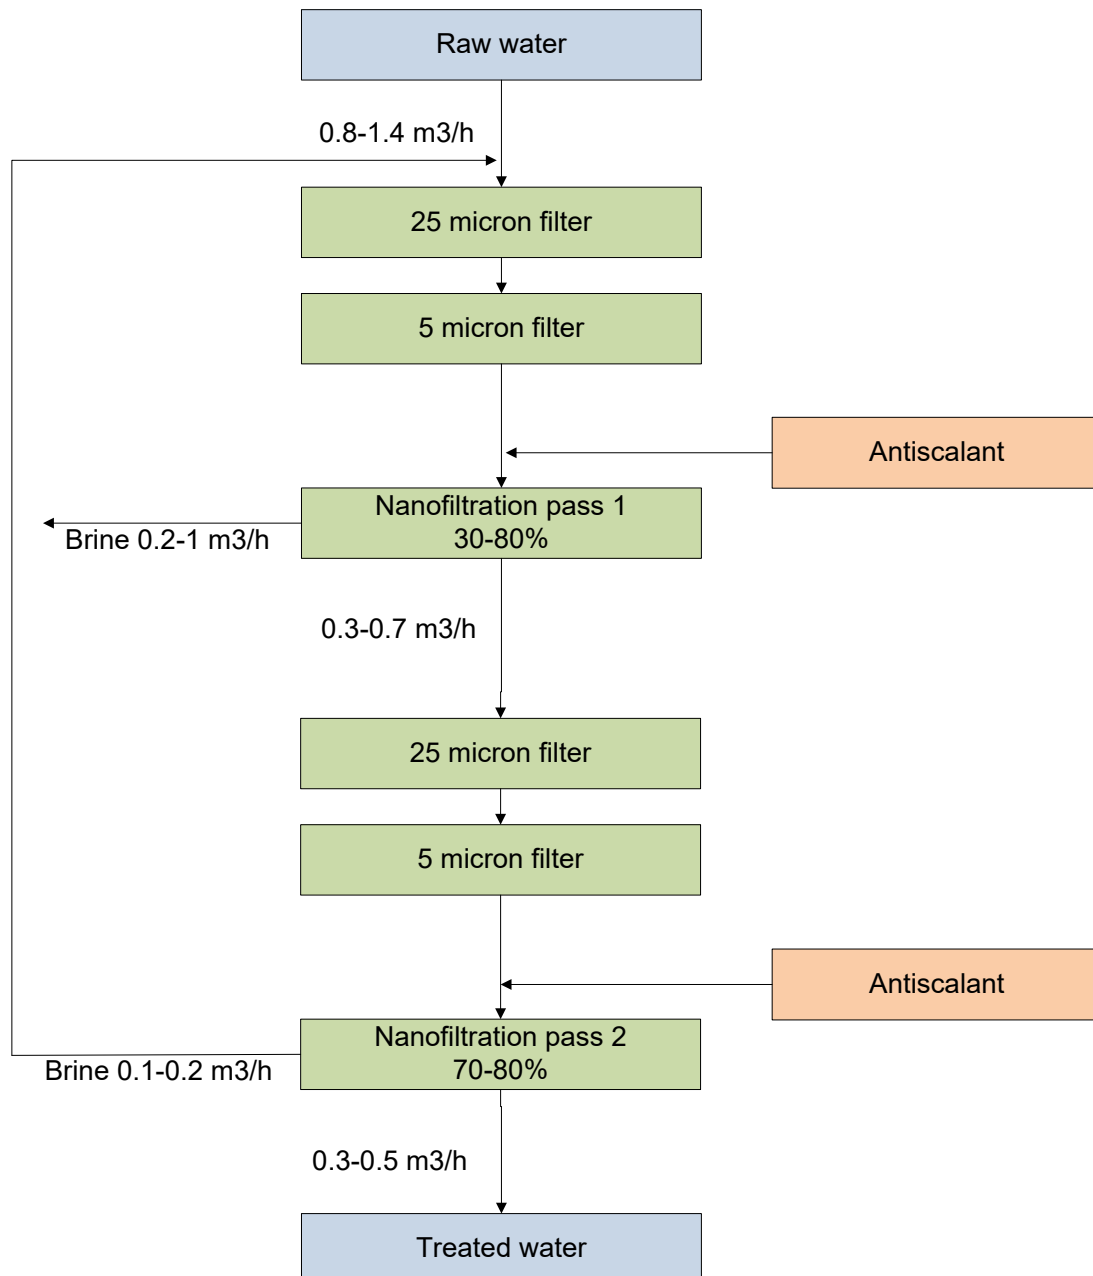 Raw water
0.8-1.4 m3/h
25 micron filter
5 micron filter
Antiscalant
Nanofiltration pass 1
30-80%
Brine 0.2-1 m3/h
0.3-0.7 m3/h
25 micron filter
5 micron filter
Antiscalant
Nanofiltration pass 2
70-80%
Brine 0.1-0.2 m3/h
0.3-0.5 m3/h
Treated water